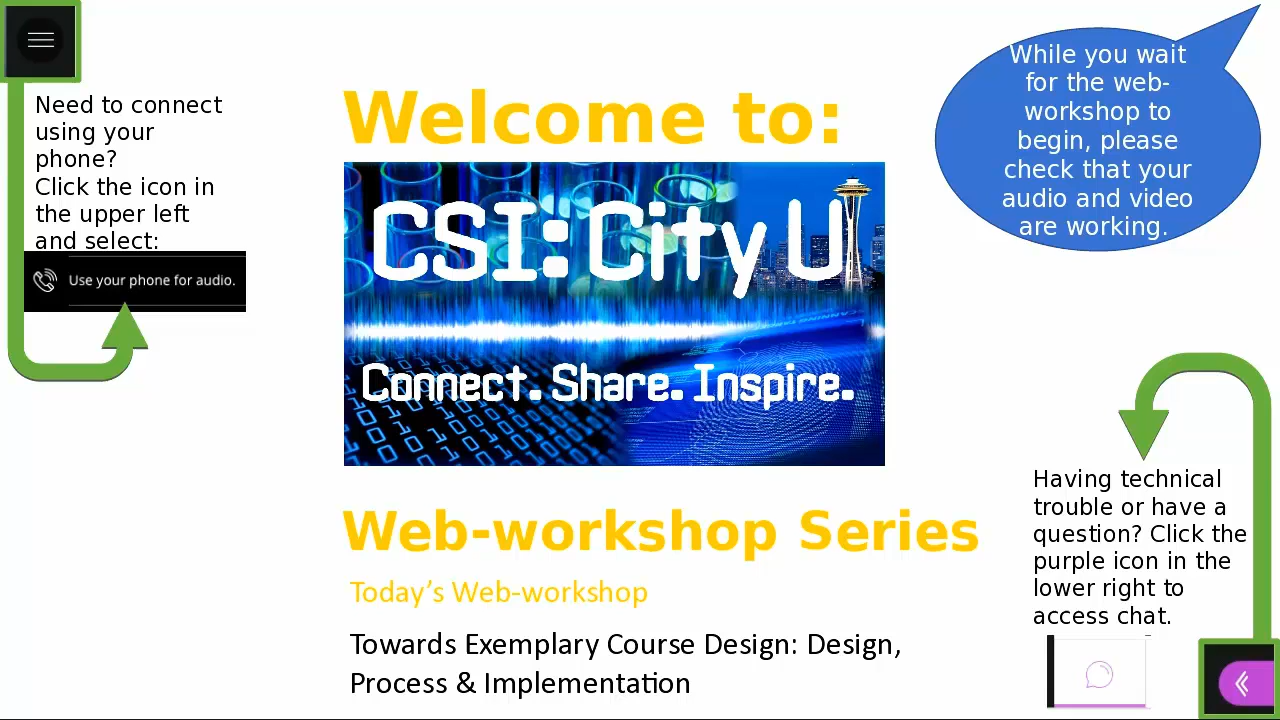 Need to connect
using your
phone?
Click the icon in
the upper left
and select:
Use your phone for audio.
Welcome to:
CSI: City U
Connect. Share. Inspire.
Web-workshop Series
Today’s Web-workshop
Towards Exemplary Course Design: Design,
Process & Implementation
While you wait
for the web-
workshop to
begin, please
check that your
audio and video
are working.
Having technical
trouble or have a
question? Click the
purple icon in the
lower right to
access chat.